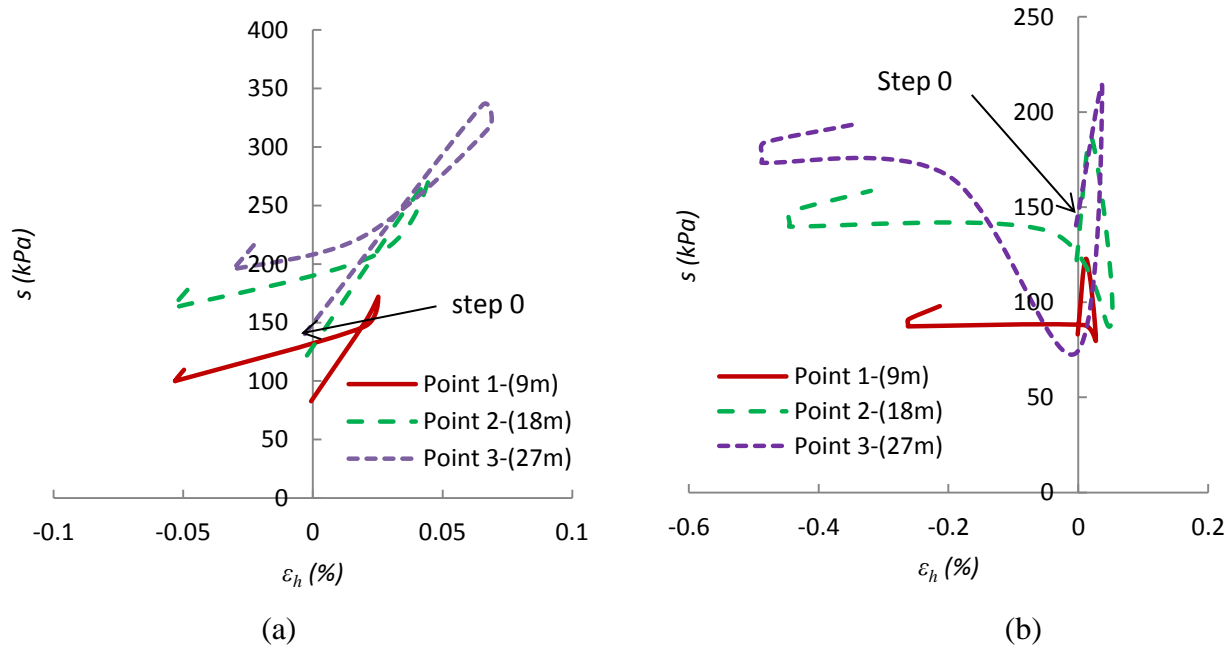 400
350
300
250
200
150
100
50
0
-0.1
-0.05
0
0.05
0.1
s (kPa)
εh (%)
step 0
Point 1-(9m)
Point 2-(18m)
Point 3-(27m)
(a)
250
200
150
100
50
0
-0.6
-0.4
-0.2
0
0.2
s (kPa)
εh (%)
Step 0
Point 1-(9m)
Point 2-(18m)
Point 3-(27m)
(b)